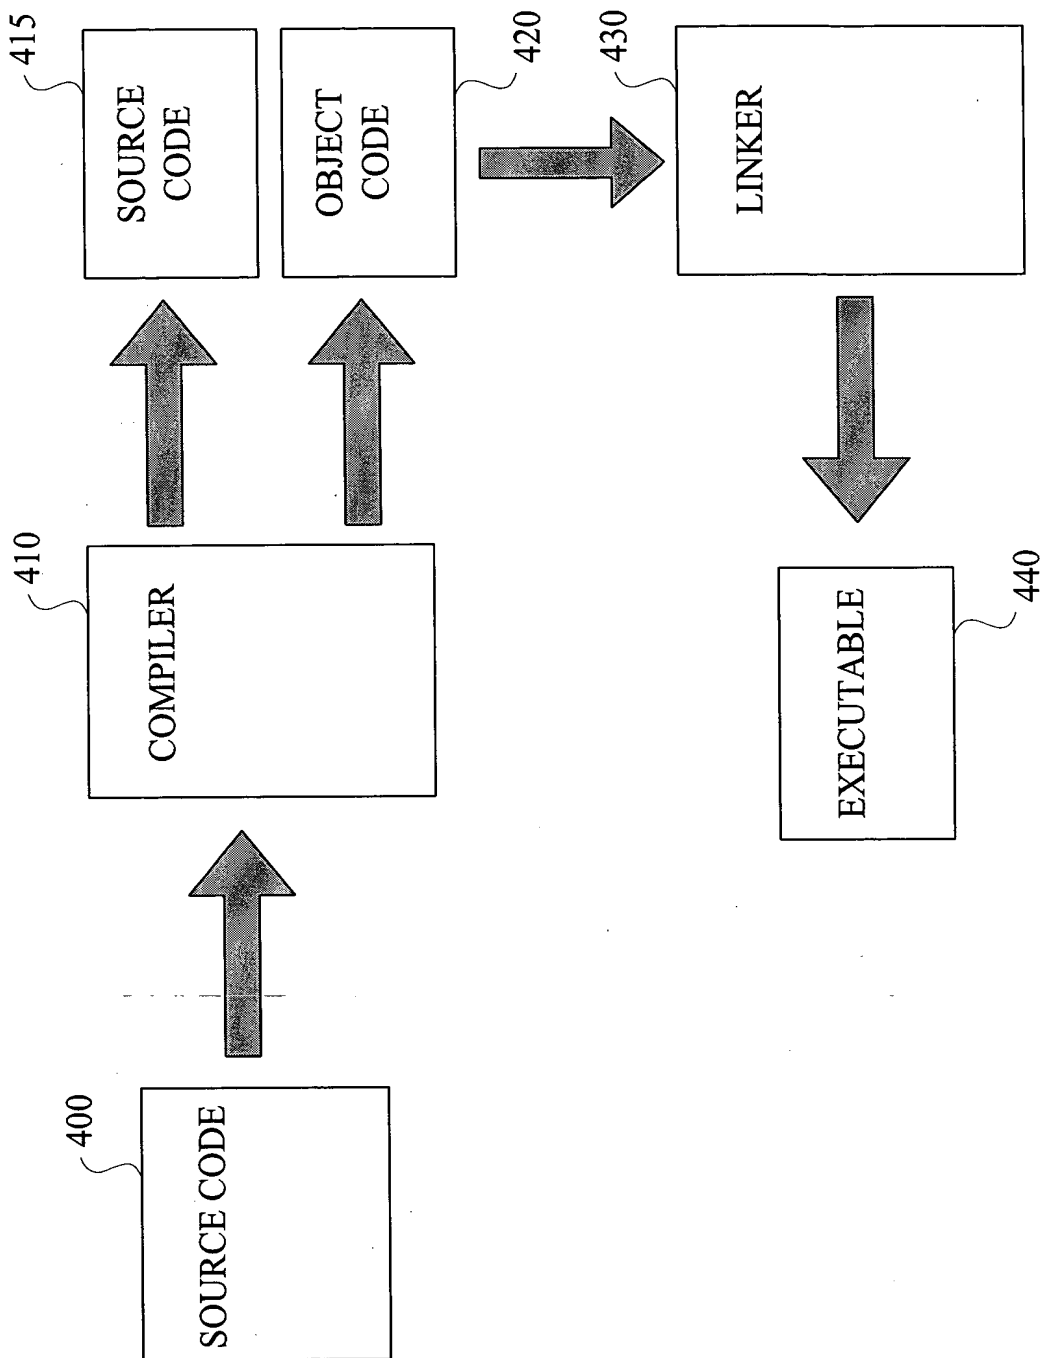 415
SOURCE
CODE
OBJECT
CODE
420
430
LINKER
410
COMPILER
EXECUTABLE
440
400
SOURCE CODE